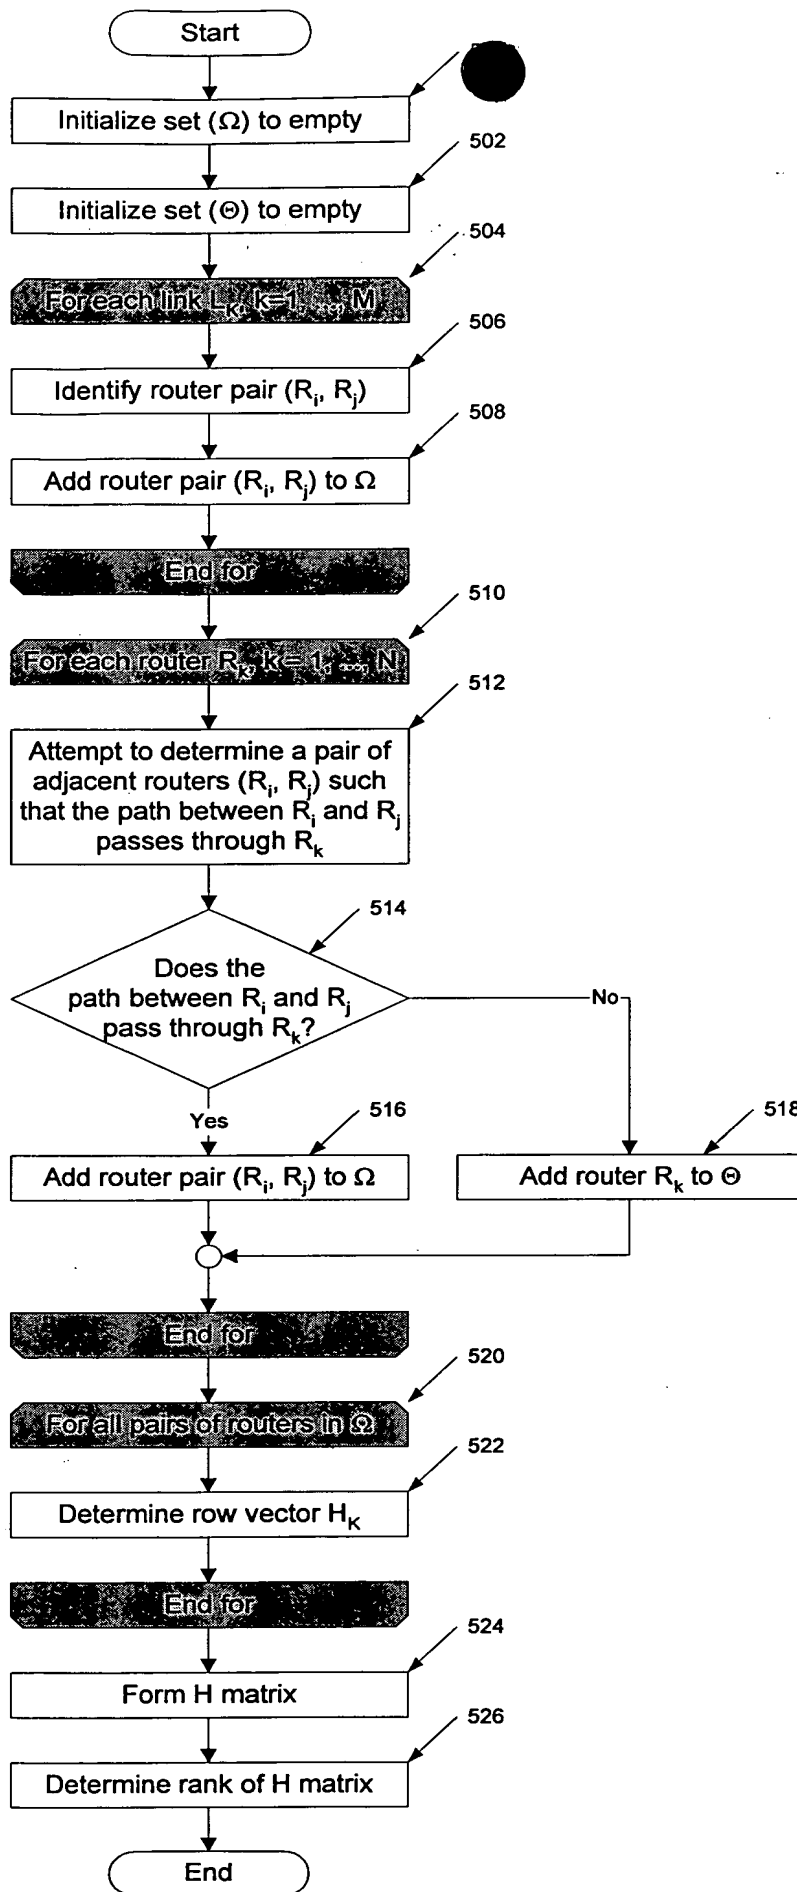 Start
Initialize set (Ω) to empty
502
Initialize set (Θ) to empty
504
For each link L_K, k=1, ..., M
506
Identify router pair (R_i, R_j)
508
Add router pair (R_i, R_j) to Ω
End for
510
For each router R_k, k = 1, ..., N
512
Attempt to determine a pair of
adjacent routers (R_i, R_j) such
that the path between R_i and R_j
passes through R_k
514
Does the
path between R_i and R_j
pass through R_k?
No
Yes
516
518
Add router pair (R_i, R_j) to Ω
Add router R_k to Θ
End for
520
For all pairs of routers in Ω
522
Determine row vector H_K
End for
524
Form H matrix
526
Determine rank of H matrix
End